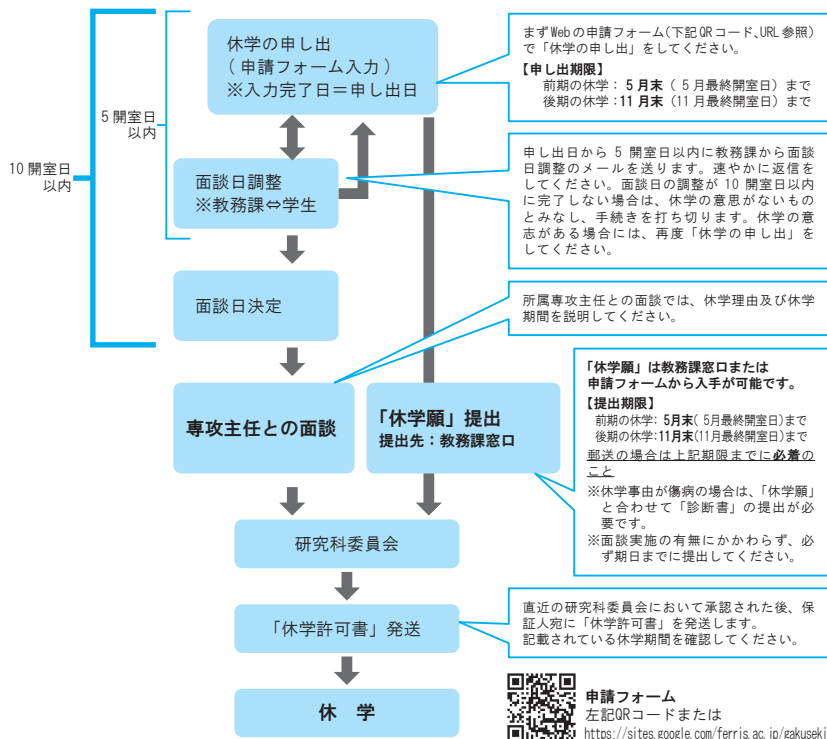 休学の申し出
( 申請フォーム入力 )
※入力完了日＝申し出日
まずWebの申請フォーム(下記QRコード、URL参照)
で「休学の申し出」をしてください。
【申し出期限】
前期の休学： 5月末 ( 5月最終開室日) まで
後期の休学：11月末 (11月最終開室日) まで
5開室日
以内
10開室日
以内
面談日調整
※教務課⇔学生
申し出日から 5 開室日以内に教務課から面談
日調整のメールを送ります。速やかに返信を
してください。面談日の調整が 10 開室日以内
に完了しない場合は、休学の意思がないもの
とみなし、手続きを打ち切ります。休学の意
志がある場合には、再度「休学の申し出」を
してください。
面談日決定
所属専攻主任との面談では、休学理由及び休学
期間を説明してください。
専攻主任との面談
「休学願」提出
提出先：教務課窓口
「休学願」は教務課窓口または
申請フォームから入手が可能です。
【提出期限】
前期の休学： 5月末( 5月最終開室日)まで
後期の休学：11月末(11月最終開室日)まで
郵送の場合は上記期限までに必着の
こと
※休学事由が傷病の場合は、「休学願」
と合わせて「診断書」の提出が必
要です。
※面談実施の有無にかかわらず、必
ず期日までに提出してください。
研究科委員会
「休学許可書」発送
直近の研究科委員会において承認された後、保
証人宛に「休学許可書」を発送します。
記載されている休学期間を確認してください。
休 学
申請フォーム
左記QRコードまたは
https://sites.google.com/ferris.ac.jp/gakuseki